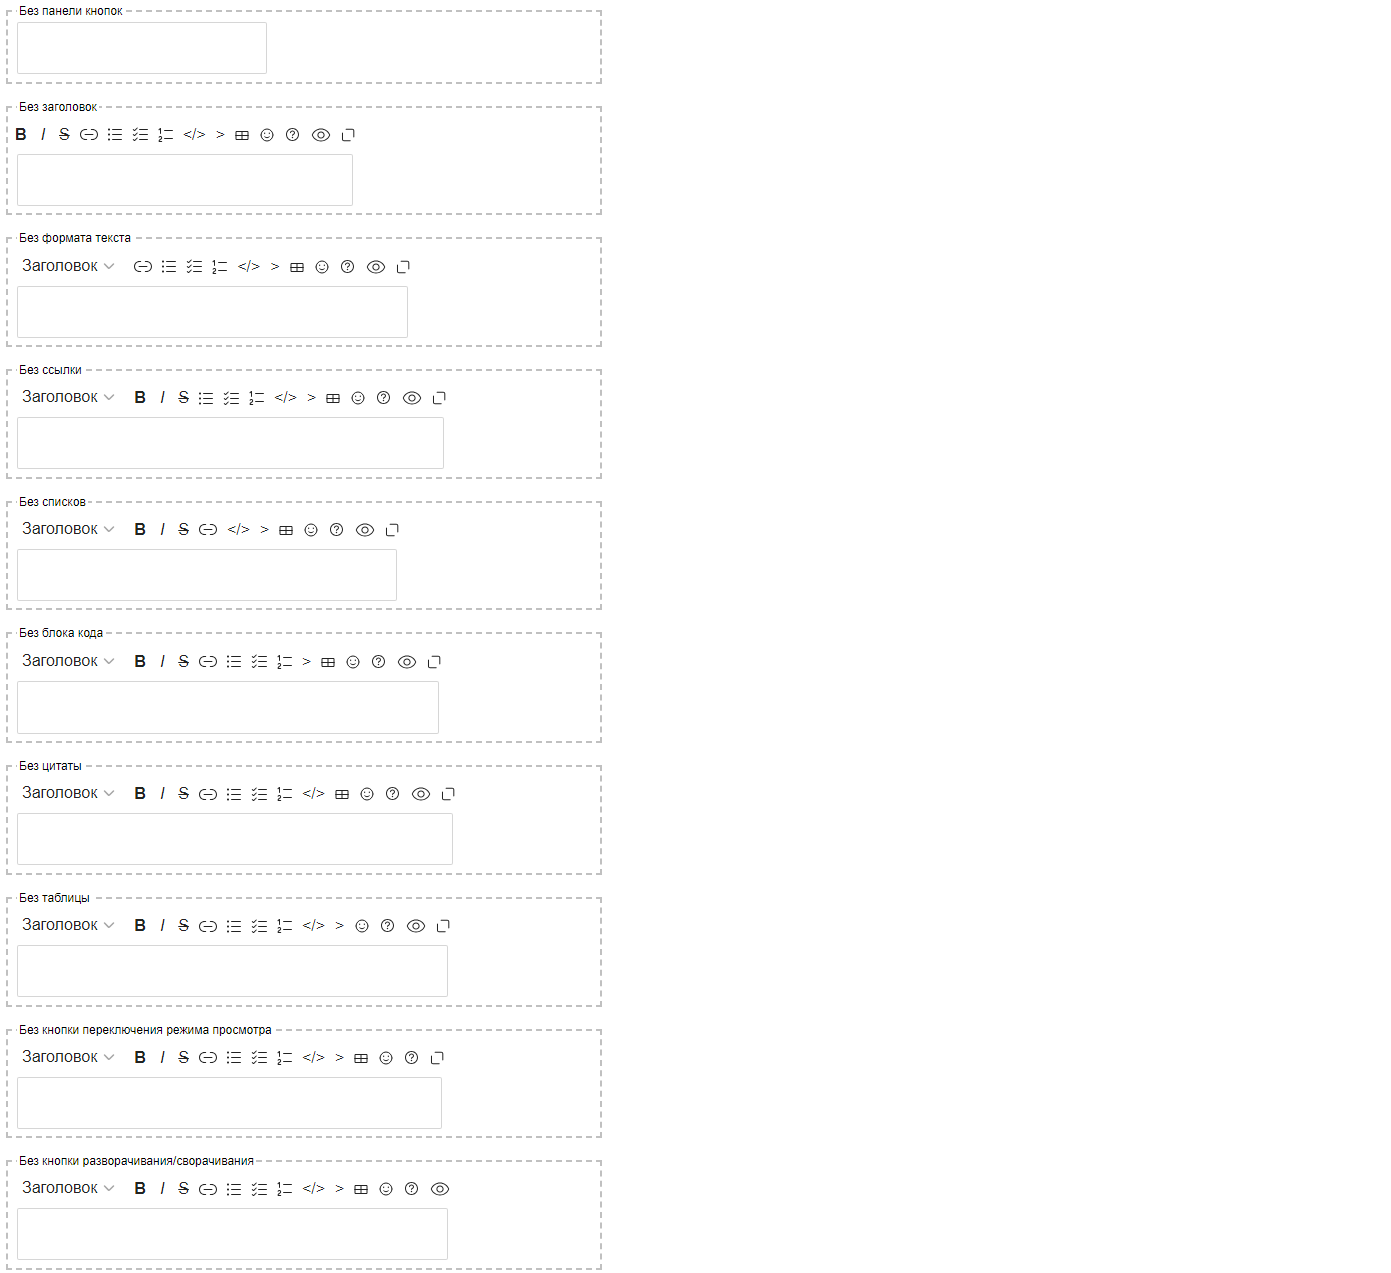 Без панели кнопок
Без заголовок
B I S </> >
Без формата текста
Заголовок </> >
Без ссылки
Заголовок B I S </> >
Без списков
Заголовок B I S </> >
Без блока кода
Заголовок B I S >
Без цитаты
Заголовок B I S </>
Без таблицы
Заголовок B I S </> >
Без кнопки переключения режима просмотра
Заголовок B I S </> >
Без кнопки разворачивания/сворачивания
Заголовок B I S </> >